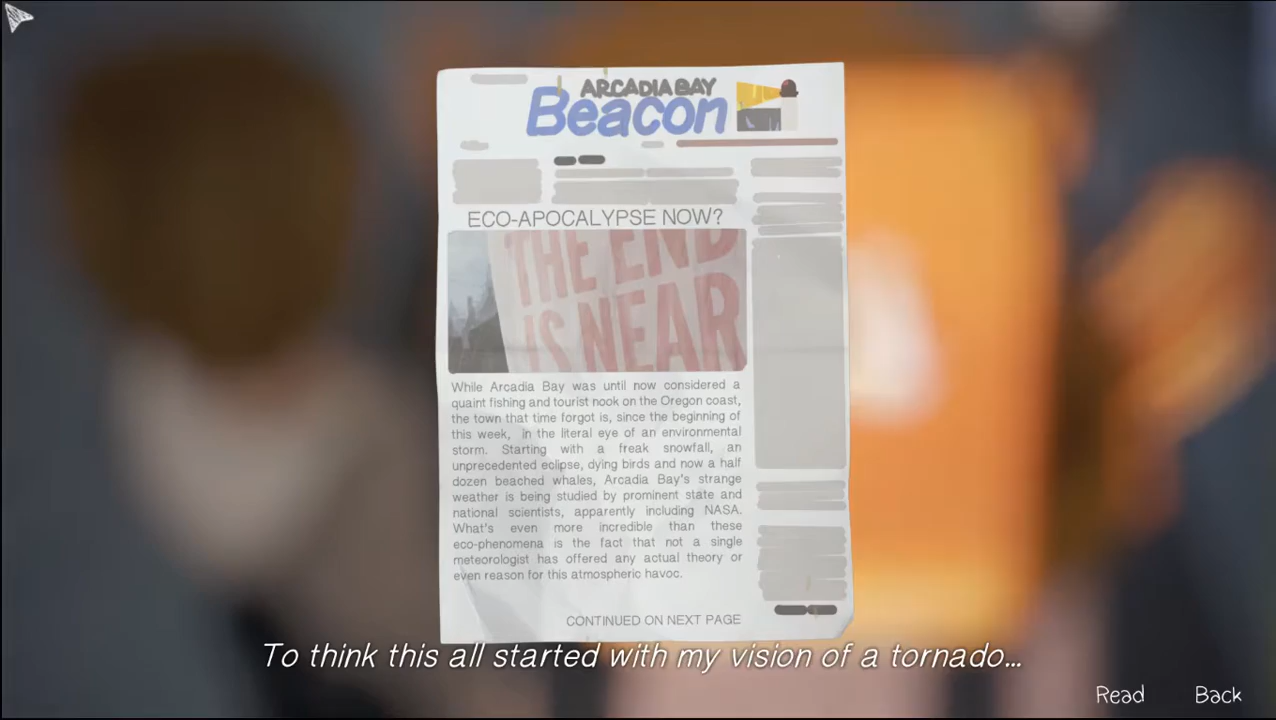 ARCADIA BAY
Beacon
ECO-APOCALYPSE NOW?
THE END
IS NEAR
While Arcadia Bay was until now considered a
quaint fishing and tourist nook on the Oregon coast,
the town that time forgot is, since the beginning of
this week, in the literal eye of an environmental
storm. Starting with a freak snowfall, an
unprecedented eclipse, dying birds and now a half
dozen beached whales, Arcadia Bay's strange
weather is being studied by prominent state and
national scientists, apparently including NASA.
What's even more incredible than these
eco-phenomena is the fact that not a single
meteorologist has offered any actual theory or
even reason for this atmospheric havoc.
CONTINUED ON NEXT PAGE
To think this all started with my vision of a tornado...
Read Back